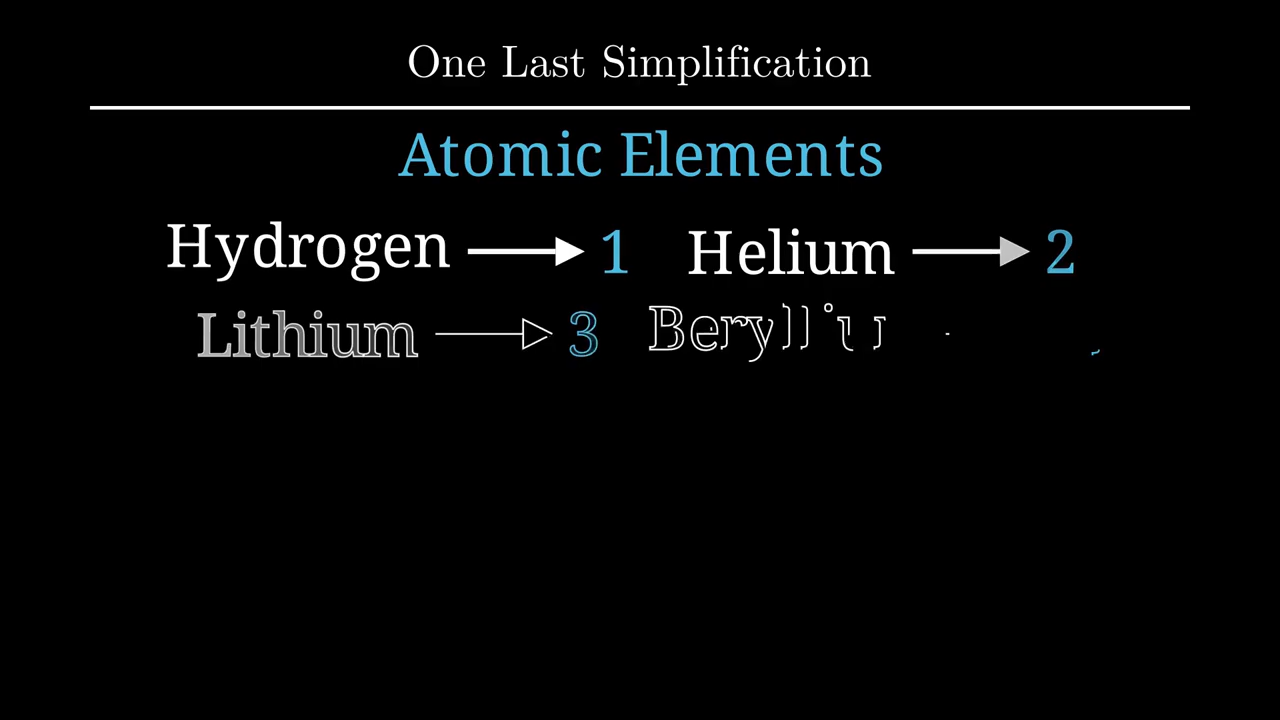 One Last Simplification
Atomic Elements
Hydrogen → 1 Helium → 2
Lithium → 3